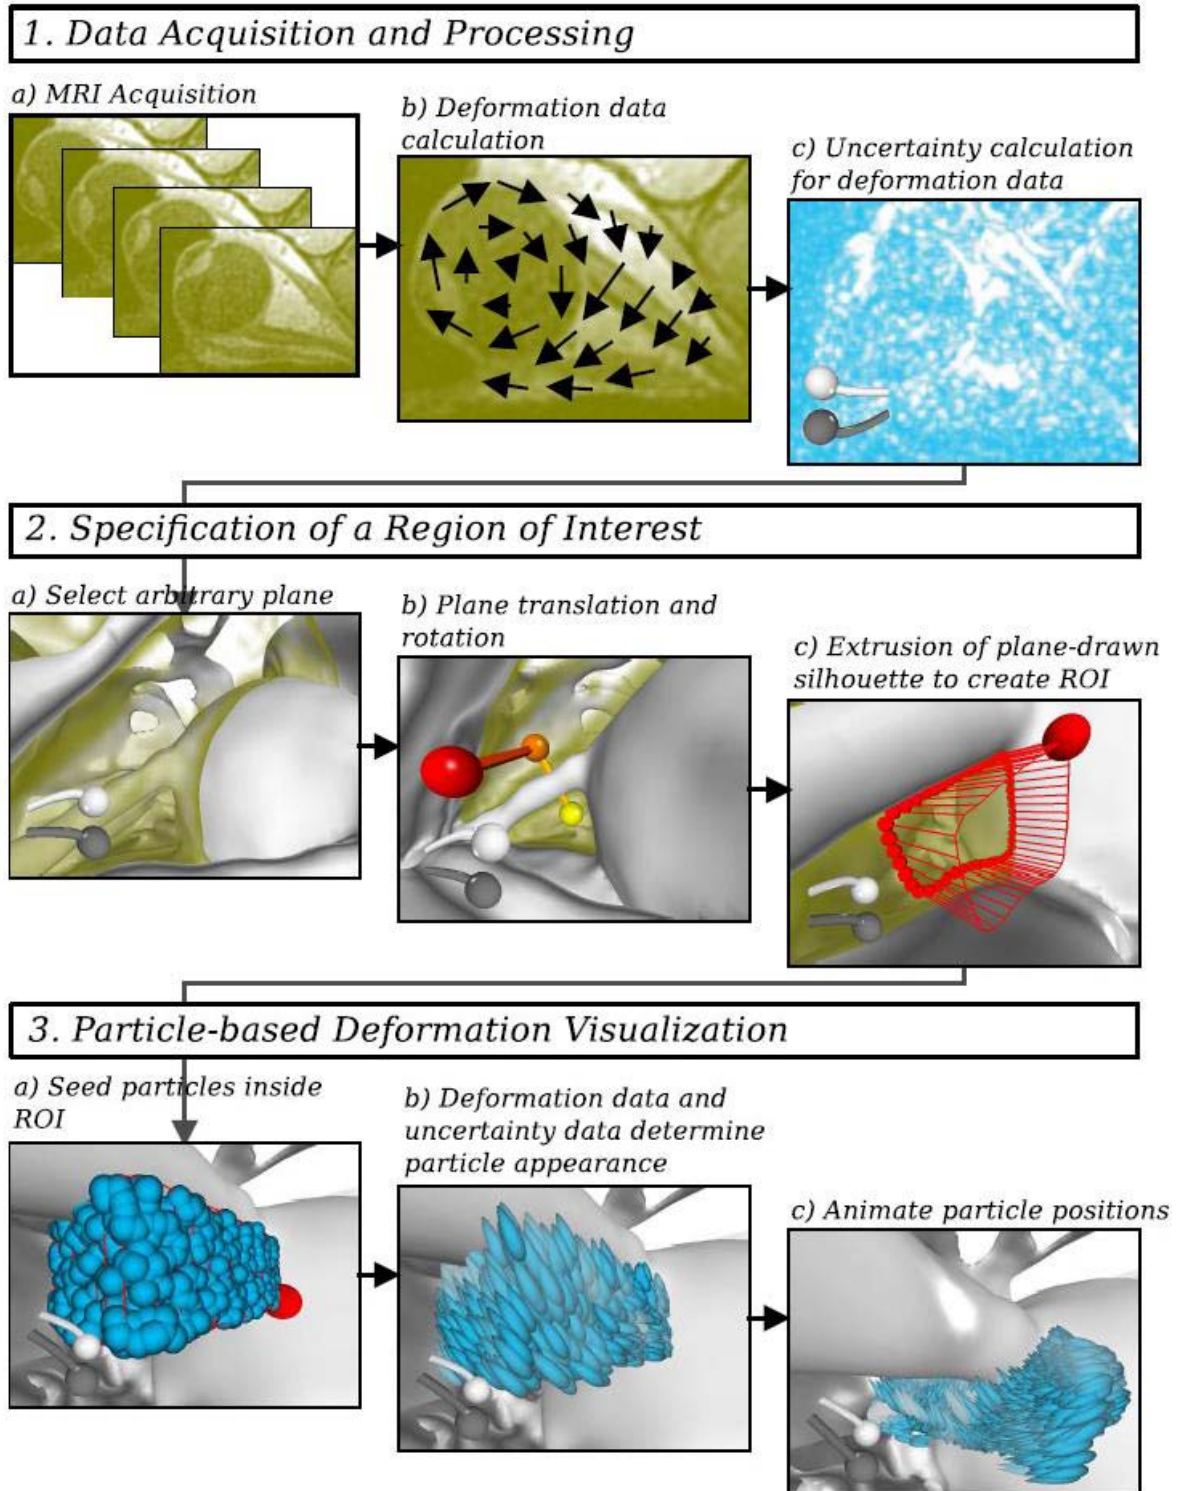 1. Data Acquisition and Processing
a) MRI Acquisition
b) Deformation data
calculation
c) Uncertainty calculation
for deformation data
2. Specification of a Region of Interest
a) Select arbitrary plane
b) Plane translation and
rotation
c) Extrusion of plane-drawn
silhouette to create ROI
3. Particle-based Deformation Visualization
a) Seed particles inside
ROI
b) Deformation data and
uncertainty data determine
particle appearance
c) Animate particle positions